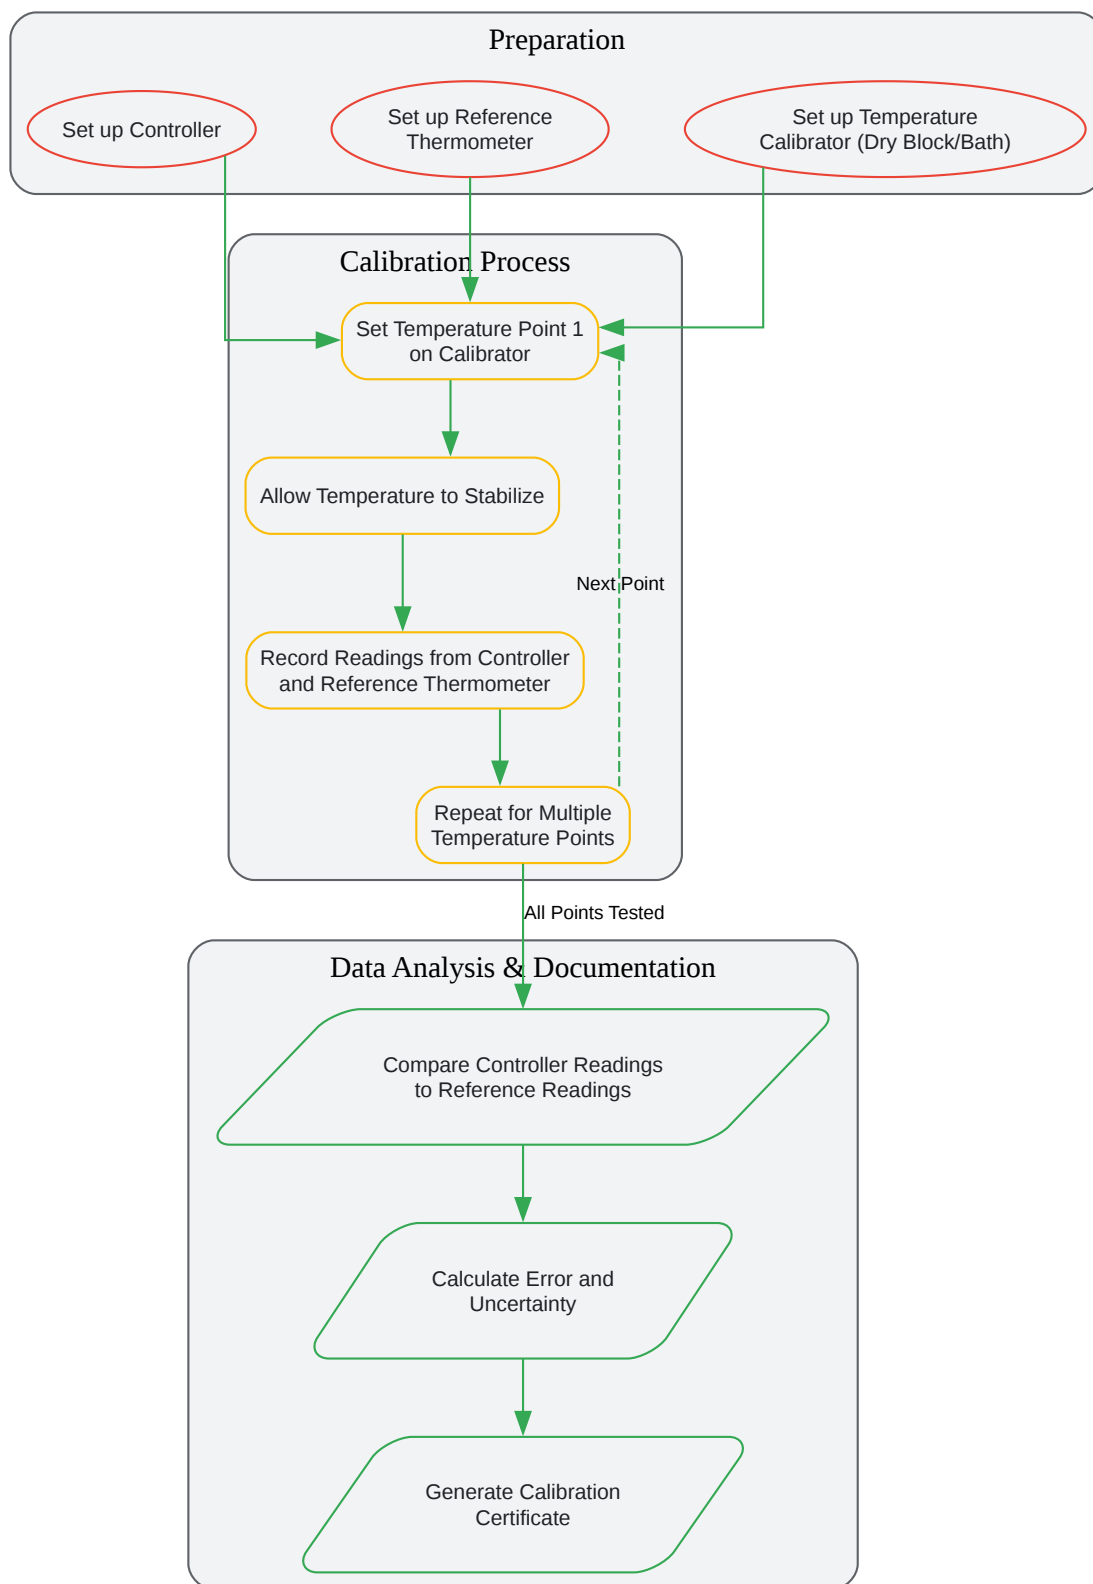 Preparation
Set up Controller
Set up Reference
Thermometer
Set up Temperature
Calibrator (Dry Block/Bath)
Calibration Process
Set Temperature Point 1
on Calibrator
Allow Temperature to Stabilize
Next Point
Record Readings from Controller
and Reference Thermometer
Repeat for Multiple
Temperature Points
All Points Tested
Data Analysis & Documentation
Compare Controller Readings
to Reference Readings
Calculate Error and
Uncertainty
Generate Calibration
Certificate